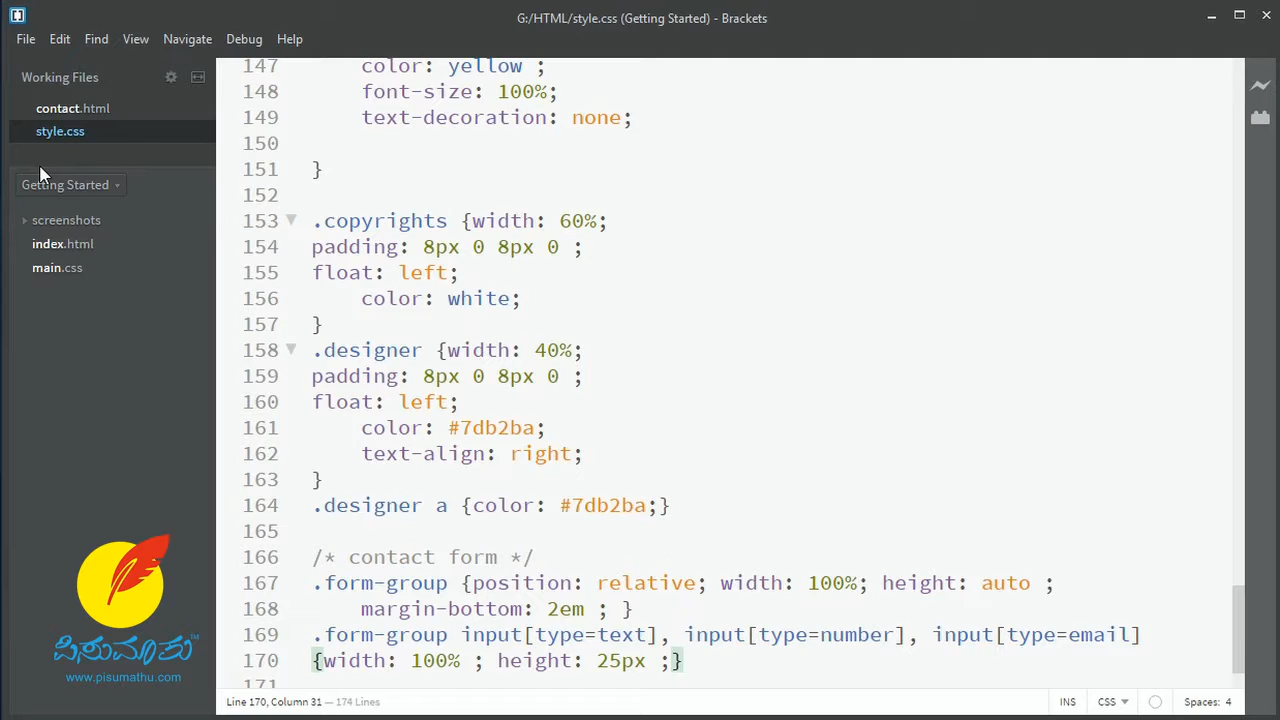 G:/HTML/style.css (Getting Started) - Brackets
File Edit Find View Navigate Debug Help
Working Files
contact.html
style.css
Getting Started
screenshots
index.html
main.css
147 color: yellow ;
148 font-size: 100%;
149 text-decoration: none;
150
151 }
152
153 .copyrights {width: 60%;
154 padding: 8px 0 8px 0 ;
155 float: left;
156 color: white;
157 }
158 .designer {width: 40%;
159 padding: 8px 0 8px 0 ;
160 float: left;
161 color: #7db2ba;
162 text-align: right;
163 }
164 .designer a {color: #7db2ba;}
165
166 /* contact form */
167 .form-group {position: relative; width: 100%; height: auto ;
168 margin-bottom: 2em ; }
169 .form-group input[type=text], input[type=number], input[type=email]
170 {width: 100% ; height: 25px ;}
171
ಪಿಸುಮಾತು TM
www.pisumathu.com
Line 170, Column 31 — 174 Lines
INS CSS Spaces: 4